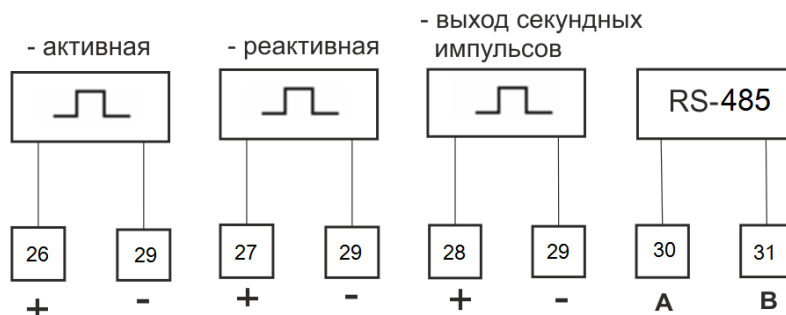 - активная
- реактивная
- выход секундных
импульсов
RS-485
26
29
27
29
28
29
30
31
+
-
+
-
+
-
A
B